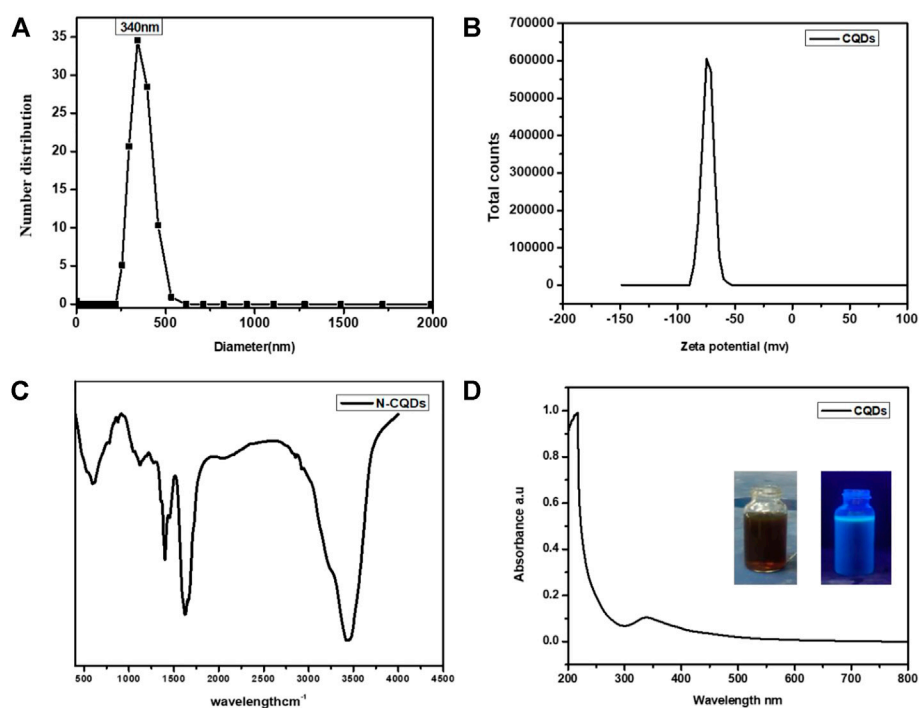 A
340nm
35
30
25
20
15
10
5
0
Number distribution
0 500 1000 1500 2000
Diameter(nm)
B
CQDs
700000
600000
500000
400000
300000
200000
100000
0
Total counts
-200 -150 -100 -50 0 50 100
Zeta potential (mv)
C
N-CQDs
500 1000 1500 2000 2500 3000 3500 4000 4500
wavelengthcm-1
D
CQDs
1.0
0.8
0.6
0.4
0.2
0.0
Absorbance a.u
200 300 400 500 600 700 800
Wavelength nm